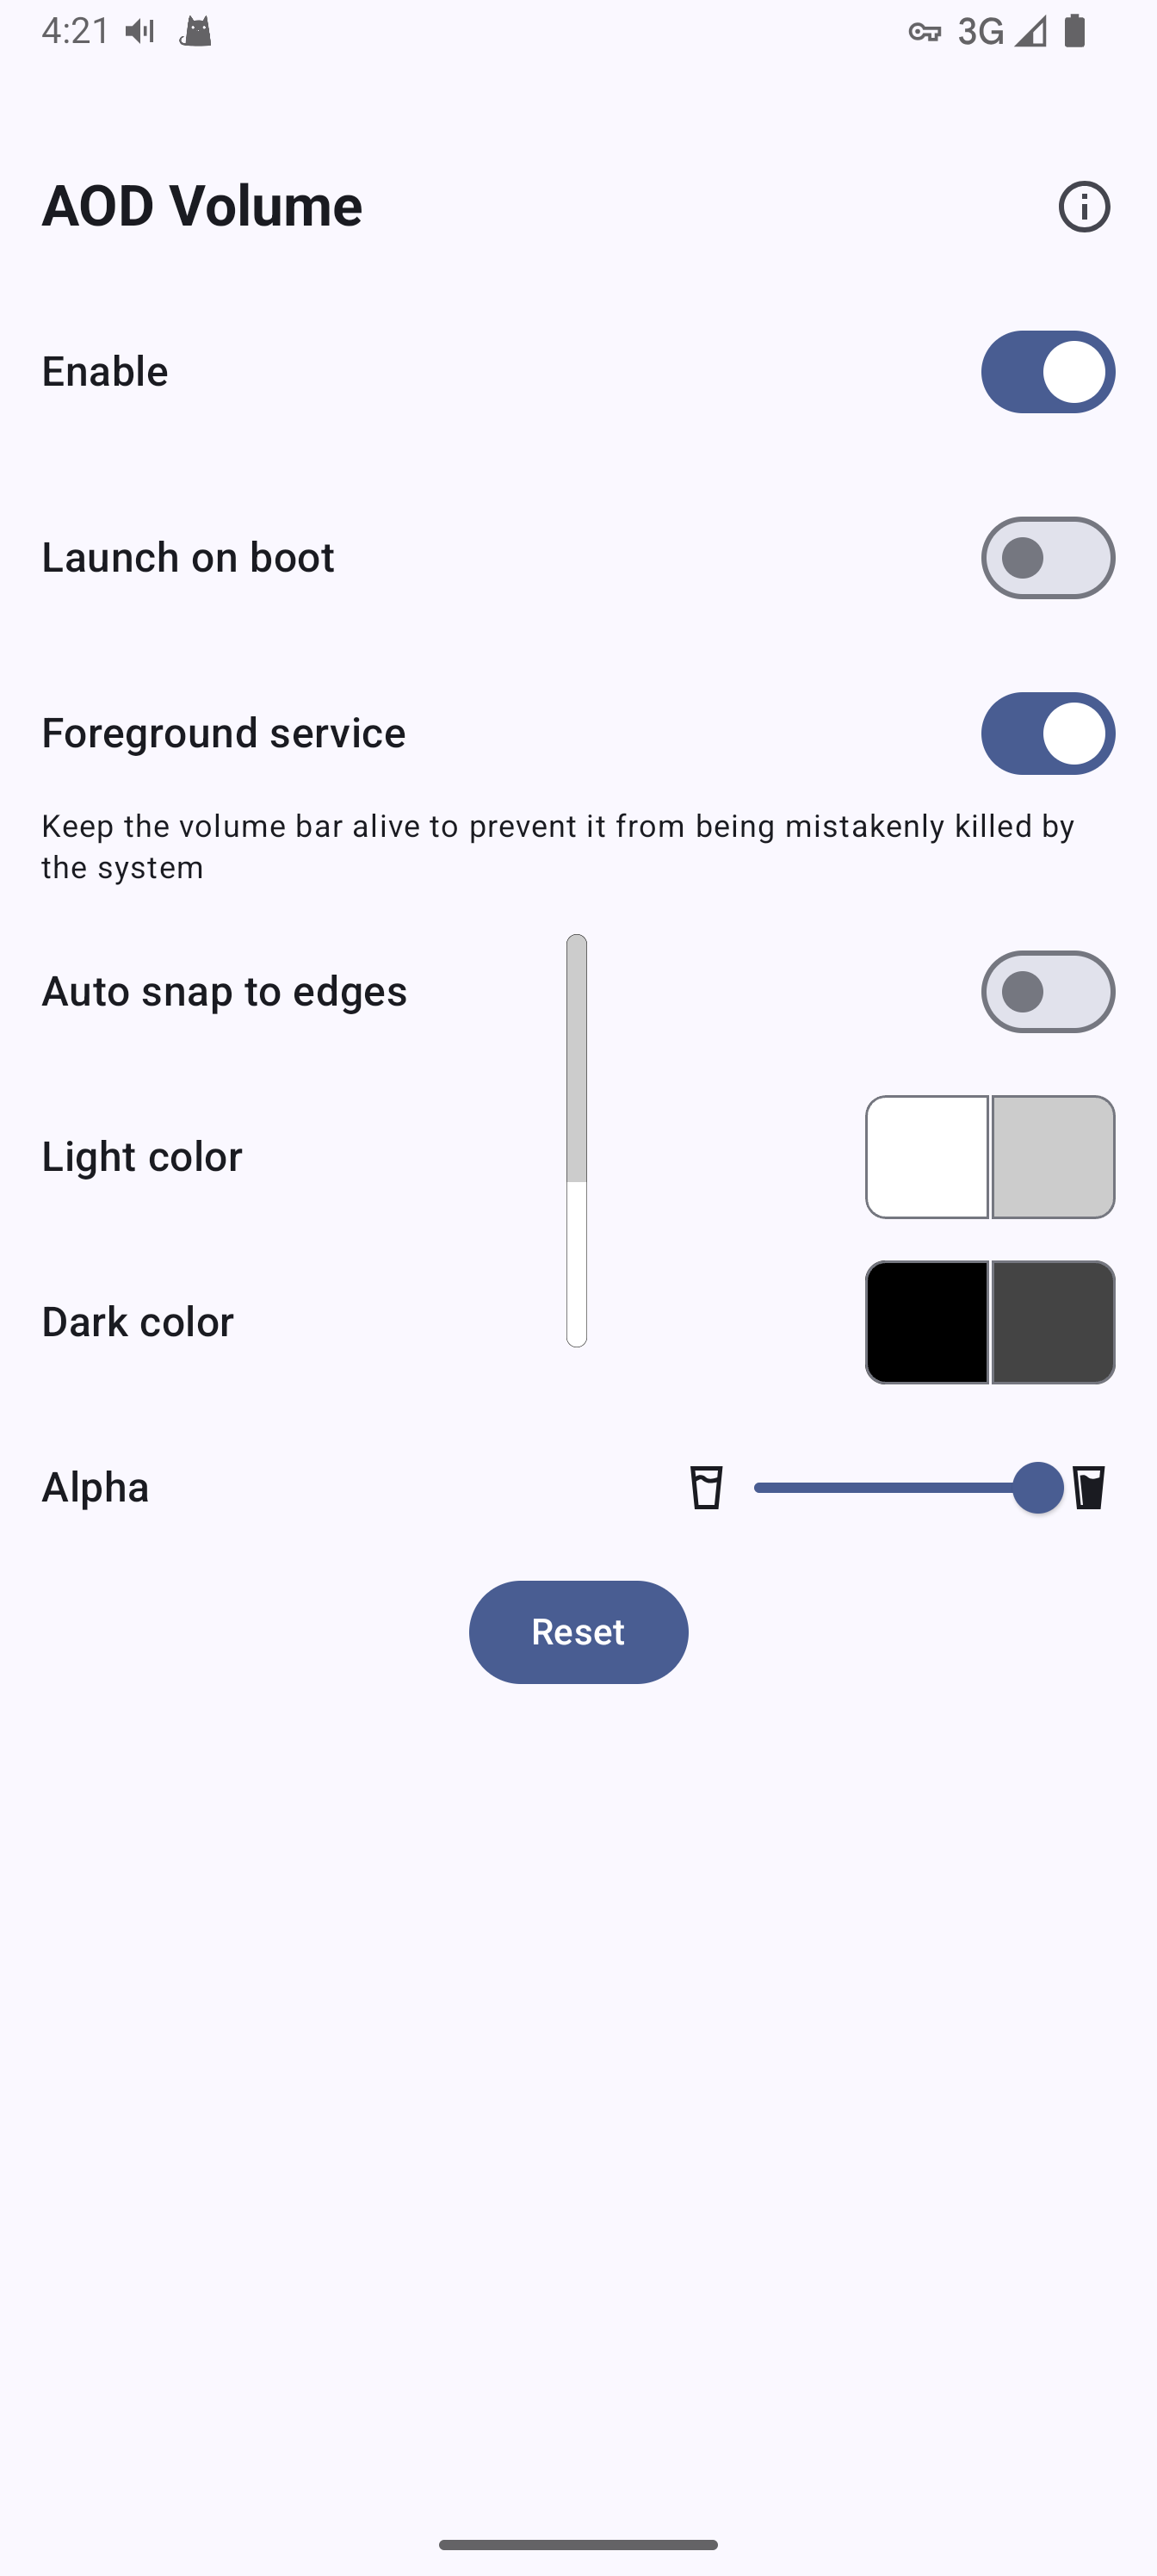 4:21
3G
AOD Volume
Enable
Launch on boot
Foreground service
Keep the volume bar alive to prevent it from being mistakenly killed by
the system
Auto snap to edges
Light color
Dark color
Alpha
Reset